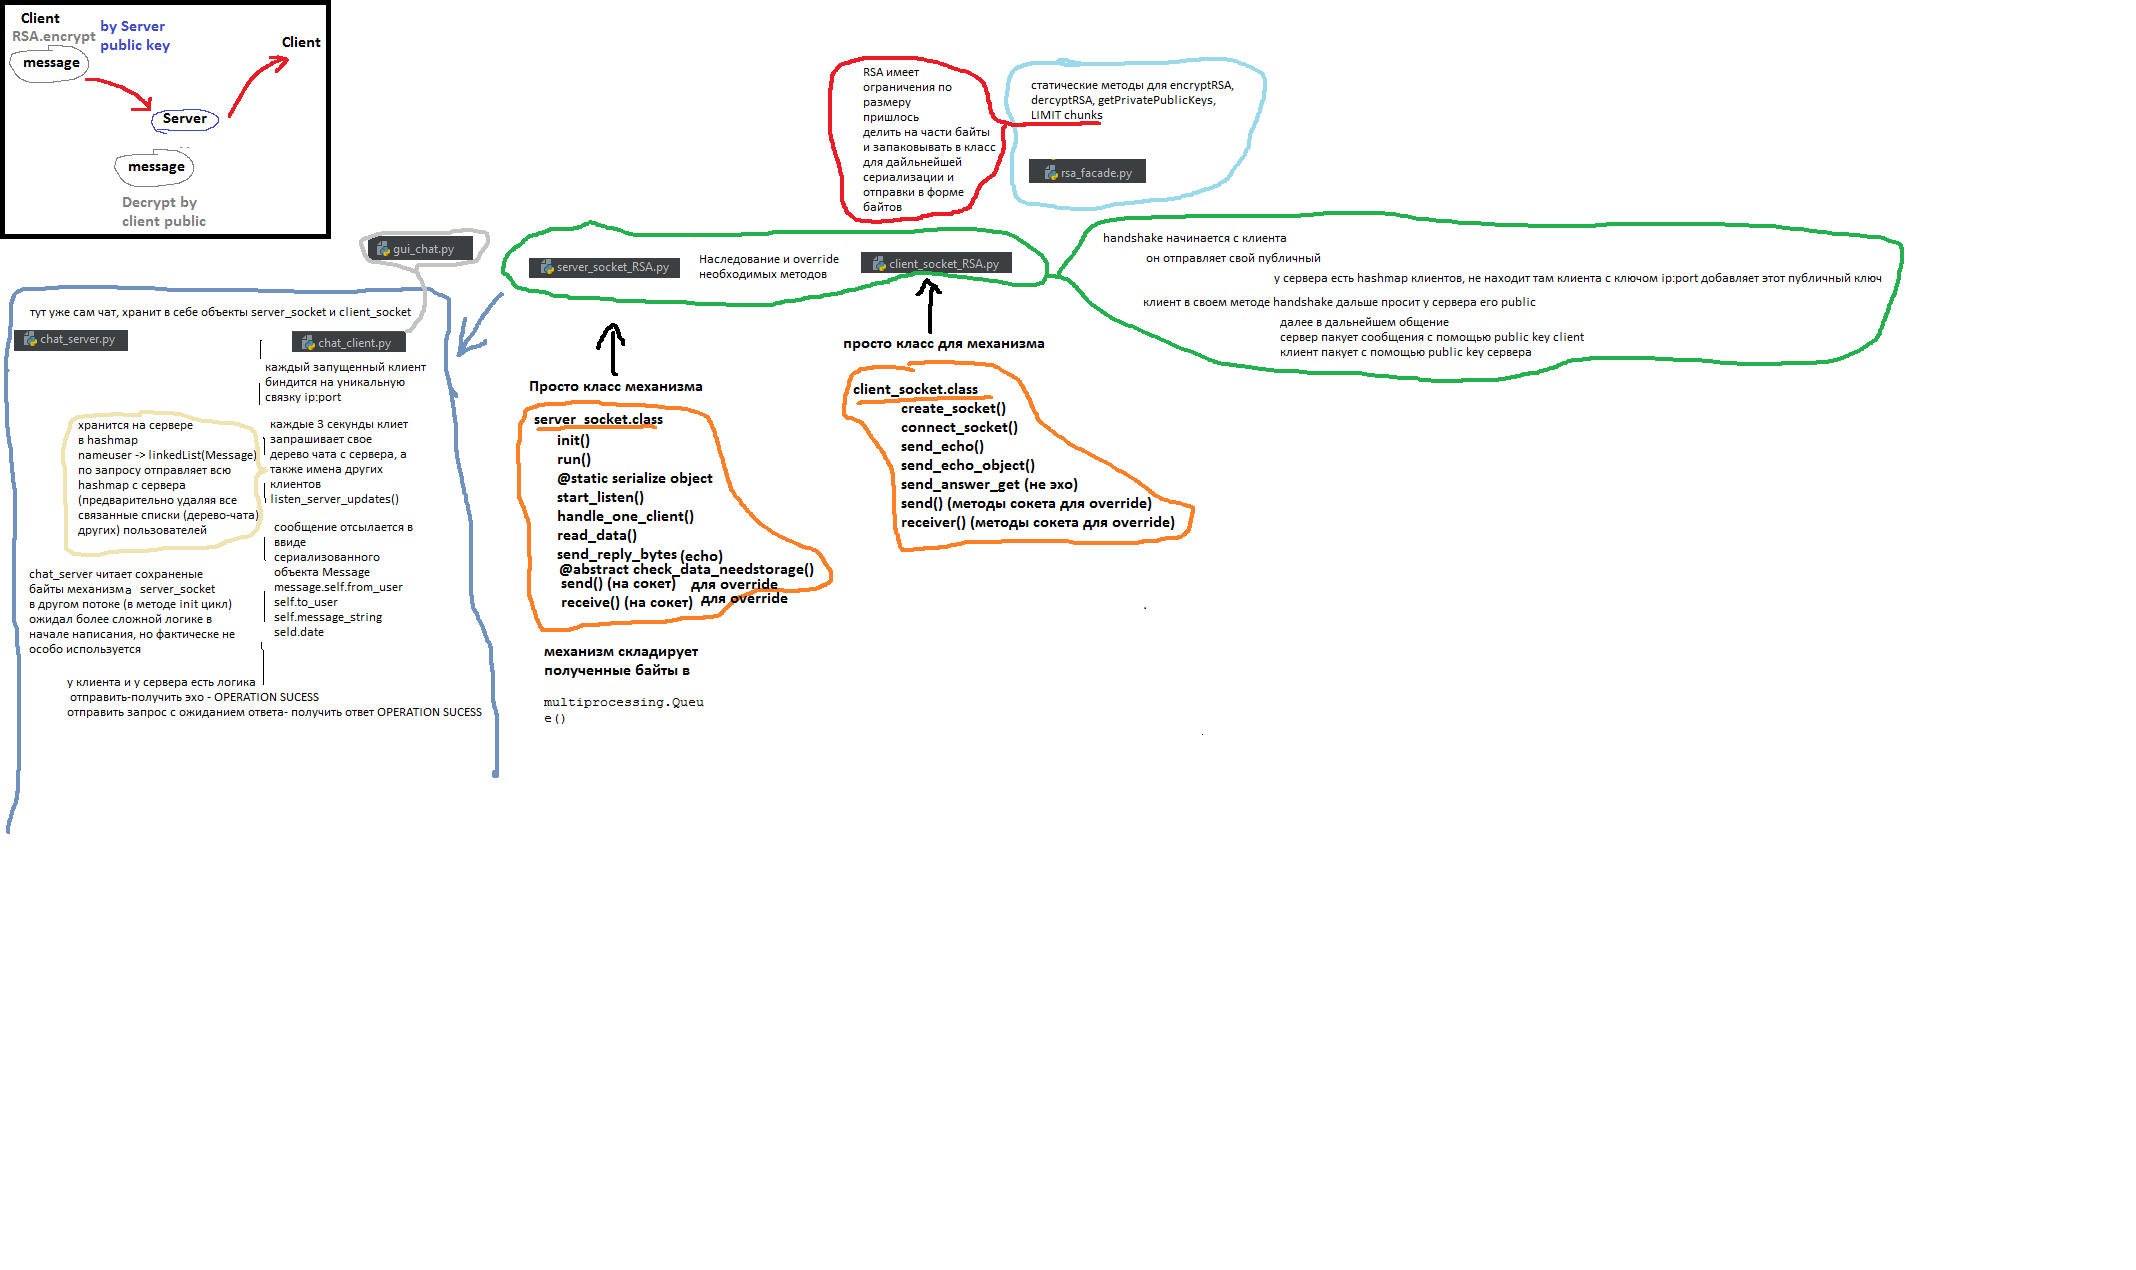 Client
RSA.encrypt
by Server
public key
message
Client
Server
message
Decrypt by
client public
RSA имеет
ограничения по
размеру
пришлось
делить на части байты
и запаковывать в класс
для дайльнейшей
сериализации и
отправки в форме
байтов
статические методы для encryptRSA,
dercyptRSA, getPrivatePublicKeys,
LIMIT chunks
rsa_facade.py
gui_chat.py
server_socket_RSA.py
Наследование и override
необходимых методов
client_socket_RSA.py
handshake начинается с клиента
он отправляет свой публичный
у сервера есть hashmap клиентов, не находит там клиента с ключом ip:port добавляет этот публичный ключ
клиент в своем методе handshake дальше просит у сервера его public
далее в дальнейшем общение
сервер пакует сообщения с помощью public key client
клиент пакует с помощью public key сервера
тут уже сам чат, хранит в себе объекты server_socket и client_socket
chat_server.py
chat_client.py
каждый запущенный клиент
биндится на уникальную
связку ip:port
хранится на сервере
в hashmap
nameuser -> linkedList(Message)
по запросу отправляет всю
hashmap с сервера
(предварительно удаляя все
связанные списки (дерево-чата)
других) пользователей
каждые 3 секунды клиет
запрашивает свое
дерево чата с сервера, а
также имена других
клиентов
listen_server_updates()
сообщение отсылается в
ввиде
сериализованного
объекта Message
message.self.from_user
self.to_user
self.message_string
seld.date
chat_server читает сохраненые
байты механизма server_socket
в другом потоке (в методе init цикл)
ожидал более сложной логике в
начале написания, но фактическе не
особо используется
у клиента и у сервера есть логика
отправить-получить эхо - OPERATION SUCESS
отправить запрос с ожиданием ответа- получить ответ OPERATION SUCESS
Просто класс механизма
server_socket.class
init()
run()
@static serialize object
start_listen()
handle_one_client()
read_data()
send_reply_bytes (echo)
@abstract check_data_needstorage()
send() (на сокет) для override
receive() (на сокет) для override
механизм складирует
полученные байты в
multiprocessing.Queu
e()
просто класс для механизма
client_socket.class
create_socket()
connect_socket()
send_echo()
send_echo_object()
send_answer_get (не эхо)
send() (методы сокета для override)
receiver() (методы сокета для override)